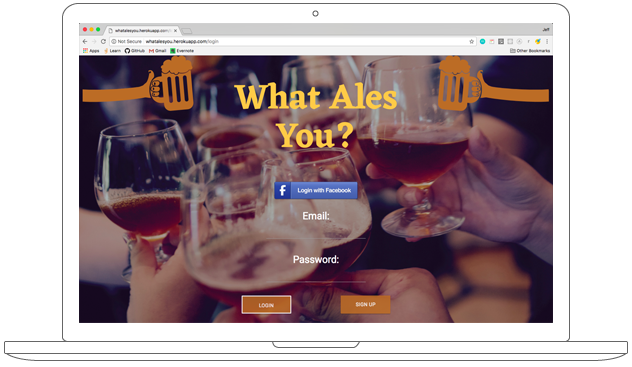 Jeff
whatalesyou.herokuapp.com/
Not Secure whatalesyou.herokuapp.com/login
Apps Learn GitHub Gmail Evernote Other Bookmarks
What Ales
You?
f Login with Facebook
Email:
Password:
LOGIN SIGN UP